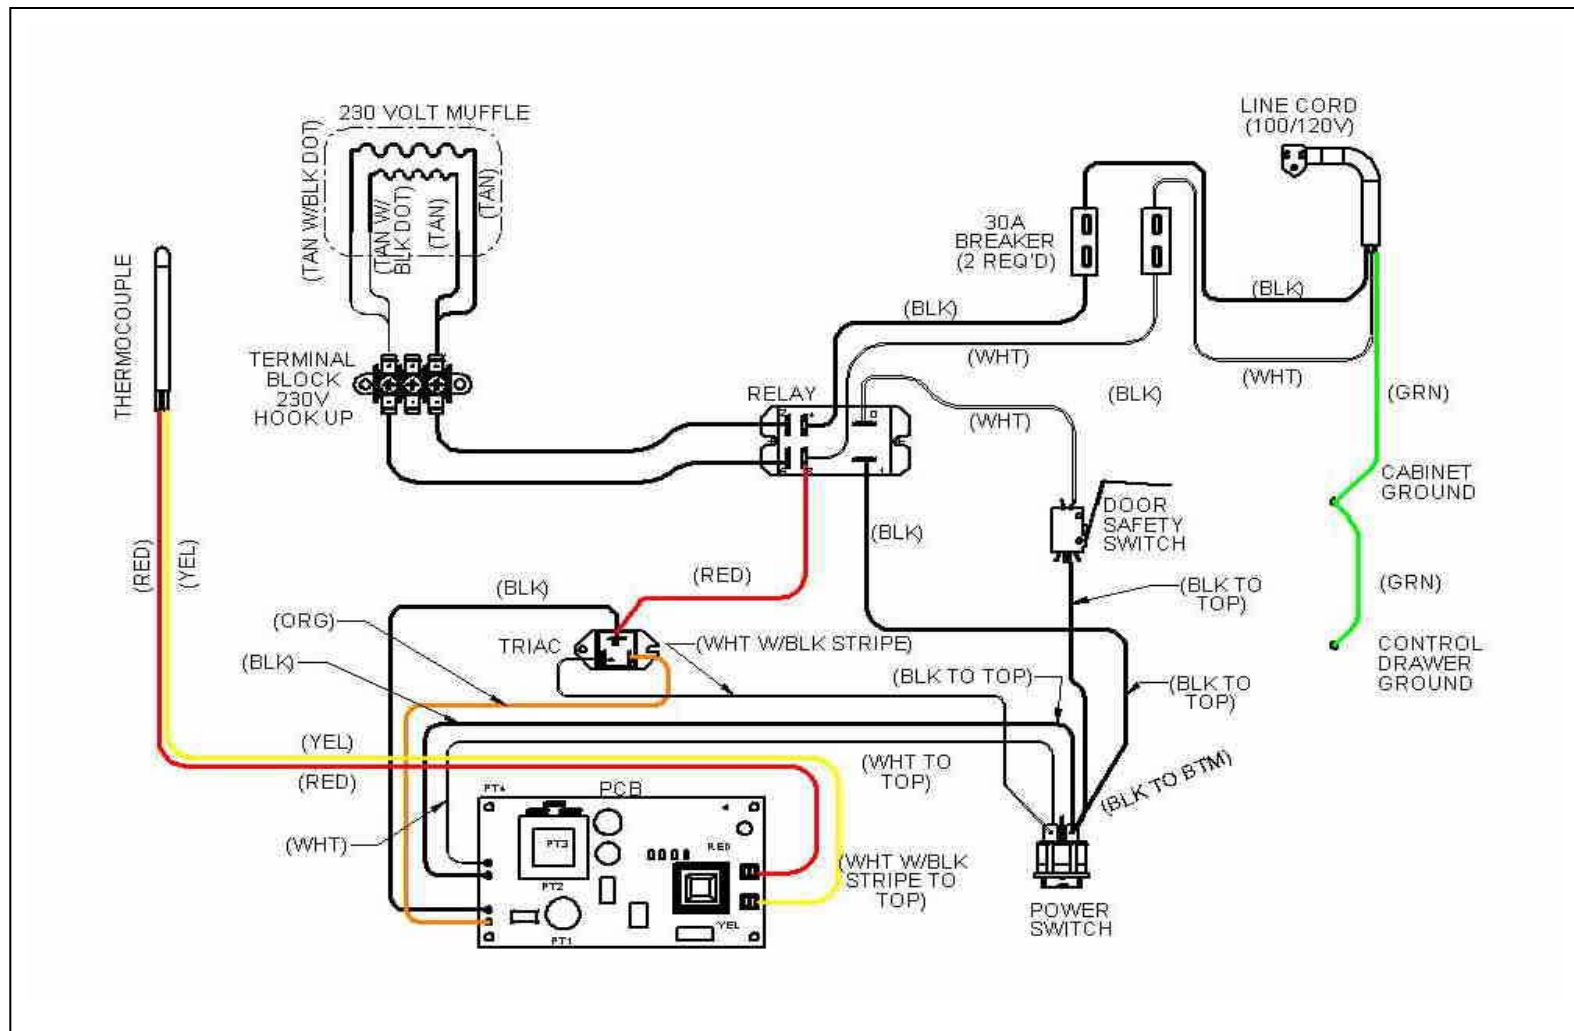 230 VOLT MUFFLE
(TAN W/BLK DOT)
(TAN W/
BLK DOT)
(TAN)
(TAN)
LINE CORD
(100/120V)
30A
BREAKER
(2 REQ'D)
(BLK)
(BLK)
(WHT)
(WHT)
(BLK)
(GRN)
THERMOCOUPLE
TERMINAL
BLOCK
230V
HOOK UP
RELAY
(WHT)
CABINET
GROUND
DOOR
SAFETY
SWITCH
(BLK)
(RED)
(YEL)
(RED)
(BLK)
(BLK TO
TOP)
(GRN)
(ORG)
TRIAC
(WHT W/BLK STRIPE)
(BLK)
(BLK TO TOP)
(BLK TO
TOP)
CONTROL
DRAWER
GROUND
(YEL)
(RED)
(WHT TO
TOP)
(BLK TO BTM)
PT4
PCB
(WHT)
PT3
RED
PT2
(WHT W/BLK
STRIPE TO
TOP)
PT1
YEL
POWER
SWITCH